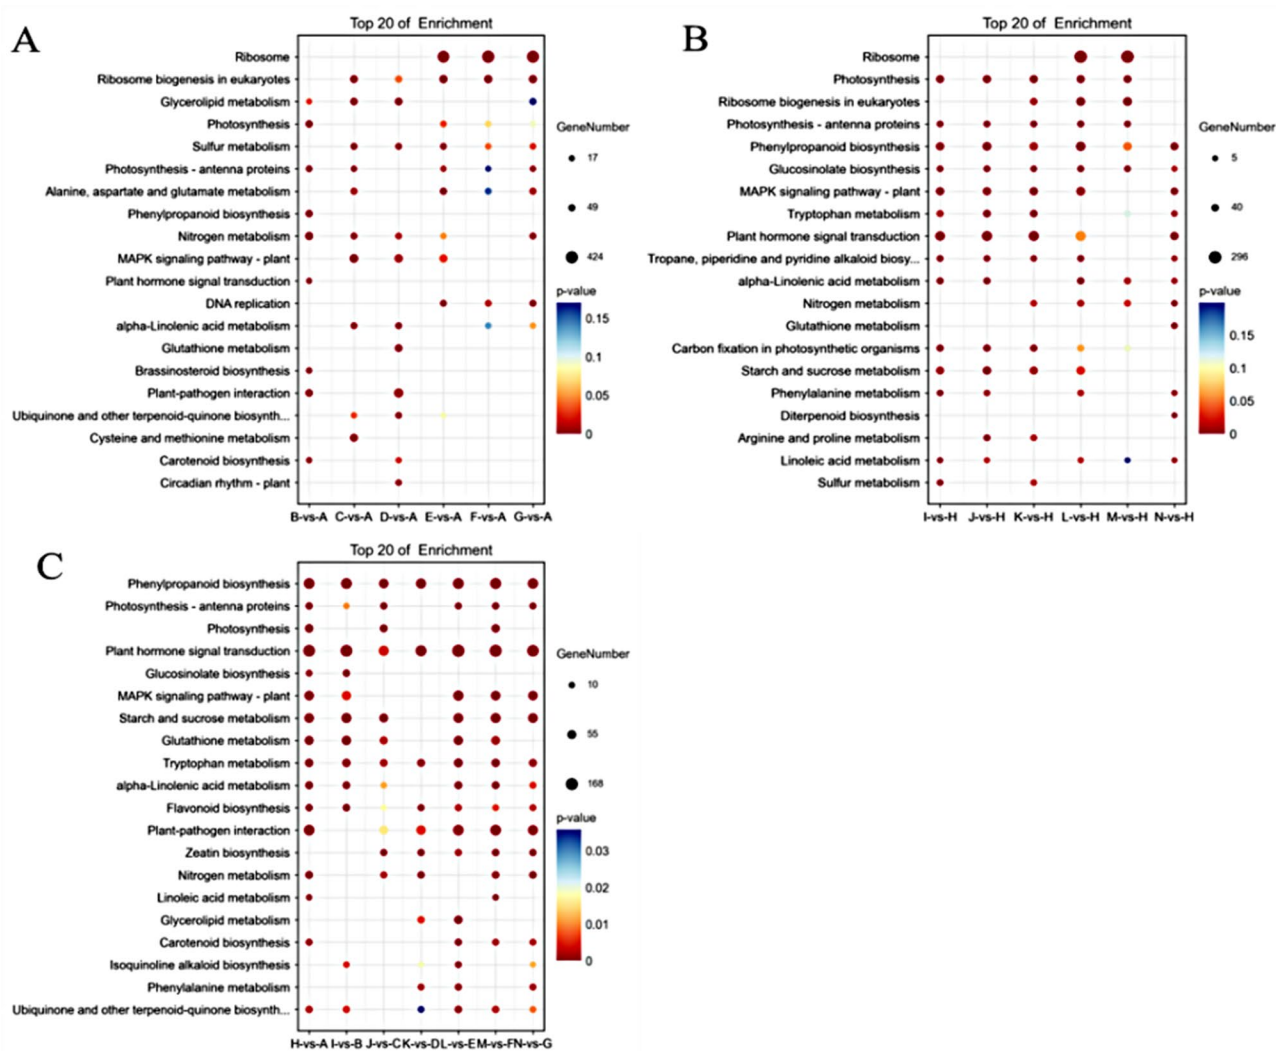 A
Top 20 of Enrichment
Ribosome
Ribosome biogenesis in eukaryotes
Glycerolipid metabolism
Photosynthesis
Sulfur metabolism
Photosynthesis - antenna proteins
Alanine, aspartate and glutamate metabolism
Phenylpropanoid biosynthesis
Nitrogen metabolism
MAPK signaling pathway - plant
Plant hormone signal transduction
DNA replication
alpha-Linolenic acid metabolism
Glutathione metabolism
Brassinosteroid biosynthesis
Plant-pathogen interaction
Ubiquinone and other terpenoid-quinone biosynth...
Cysteine and methionine metabolism
Carotenoid biosynthesis
Circadian rhythm - plant
B-vs-A C-vs-A D-vs-A E-vs-A F-vs-A G-vs-A
GeneNumber
17
49
424
p-value
0.15
0.1
0.05
0
B
Top 20 of Enrichment
Ribosome
Photosynthesis
Ribosome biogenesis in eukaryotes
Photosynthesis - antenna proteins
Phenylpropanoid biosynthesis
Glucosinolate biosynthesis
MAPK signaling pathway - plant
Tryptophan metabolism
Plant hormone signal transduction
Tropane, piperidine and pyridine alkaloid biosy...
alpha-Linolenic acid metabolism
Nitrogen metabolism
Glutathione metabolism
Carbon fixation in photosynthetic organisms
Starch and sucrose metabolism
Phenylalanine metabolism
Diterpenoid biosynthesis
Arginine and proline metabolism
Linoleic acid metabolism
Sulfur metabolism
I-vs-H J-vs-H K-vs-H L-vs-H M-vs-H N-vs-H
GeneNumber
5
40
296
p-value
0.15
0.1
0.05
0
C
Top 20 of Enrichment
Phenylpropanoid biosynthesis
Photosynthesis - antenna proteins
Photosynthesis
Plant hormone signal transduction
Glucosinolate biosynthesis
MAPK signaling pathway - plant
Starch and sucrose metabolism
Glutathione metabolism
Tryptophan metabolism
alpha-Linolenic acid metabolism
Flavonoid biosynthesis
Plant-pathogen interaction
Zeatin biosynthesis
Nitrogen metabolism
Linoleic acid metabolism
Glycerolipid metabolism
Carotenoid biosynthesis
Isoquinoline alkaloid biosynthesis
Phenylalanine metabolism
Ubiquinone and other terpenoid-quinone biosynth...
H-vs-A I-vs-B J-vs-C K-vs-D L-vs-E M-vs-F N-vs-G
GeneNumber
10
55
168
p-value
0.03
0.02
0.01
0